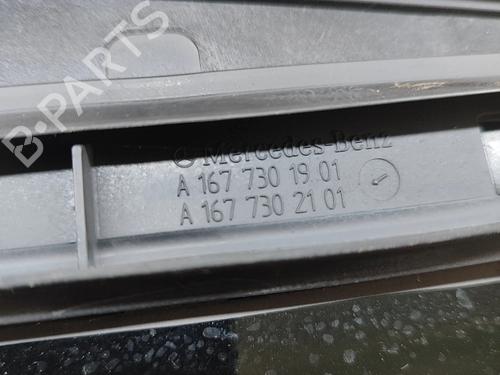 B-PARTS
Mercedes-Benz
A 167 730 19 01
A 167 730 21 01